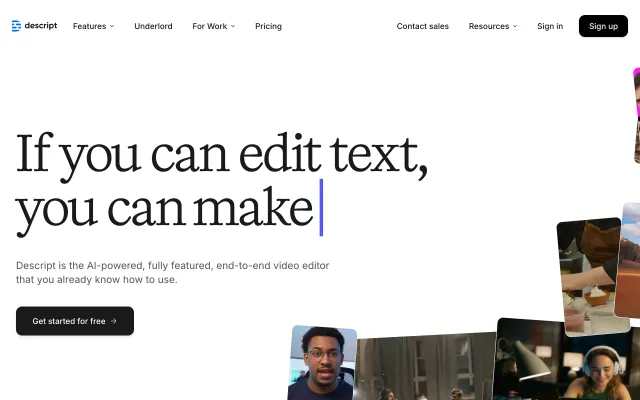 descript
Features
Underlord
For Work
Pricing
Contact sales
Resources
Sign in
Sign up
If you can edit text,
you can make
Descript is the AI-powered, fully featured, end-to-end video editor
that you already know how to use.
Get started for free →